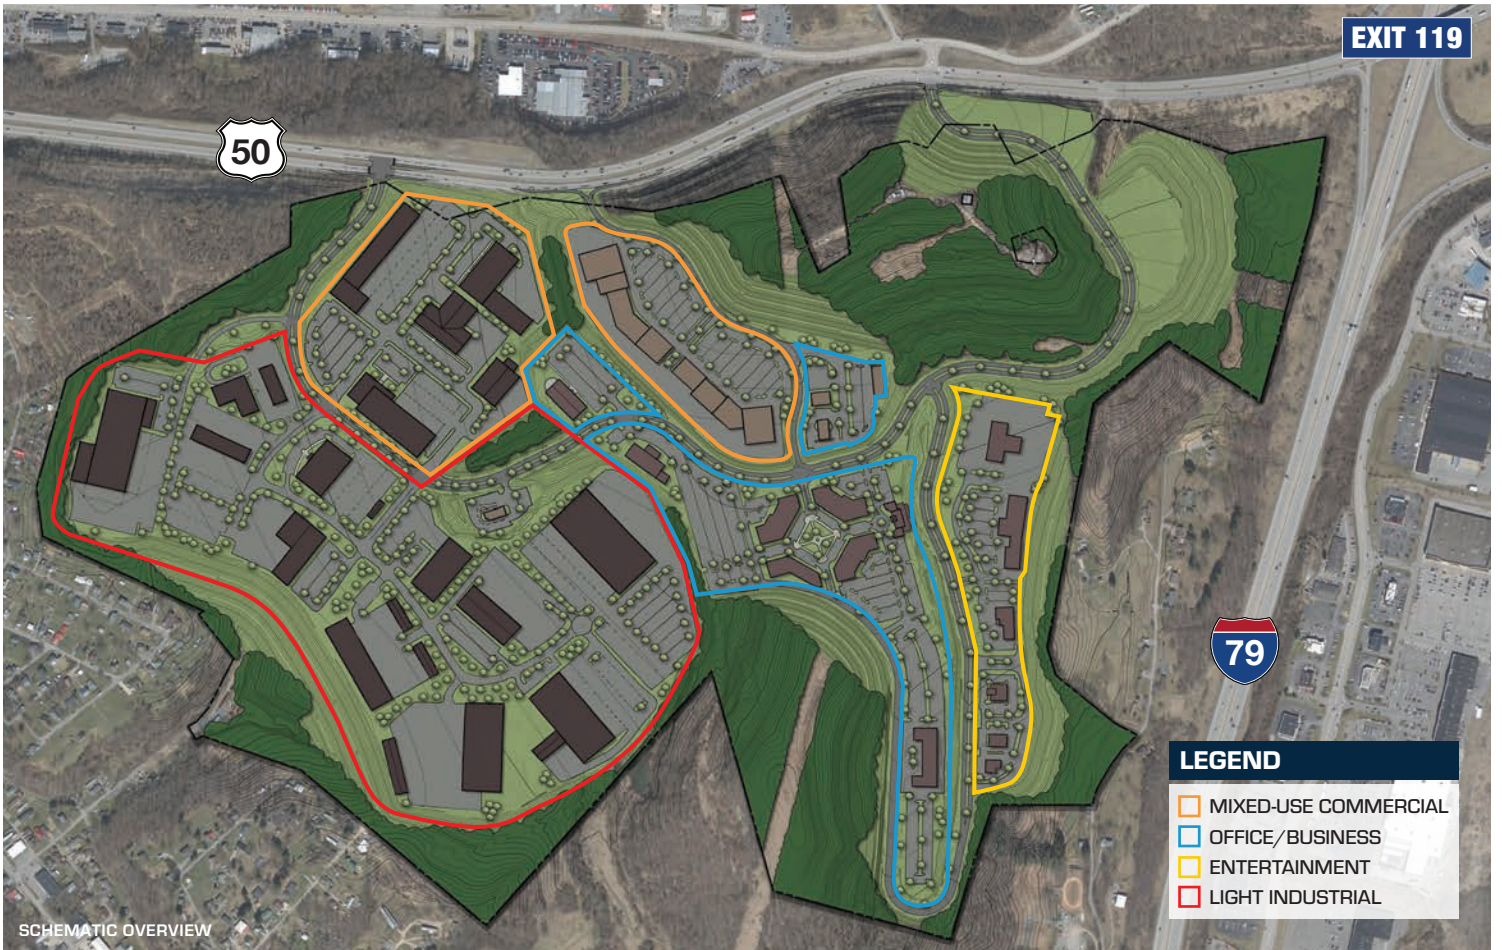 EXIT 119
50
79
LEGEND
MIXED-USE COMMERCIAL
OFFICE/BUSINESS
ENTERTAINMENT
LIGHT INDUSTRIAL
SCHEMATIC OVERVIEW